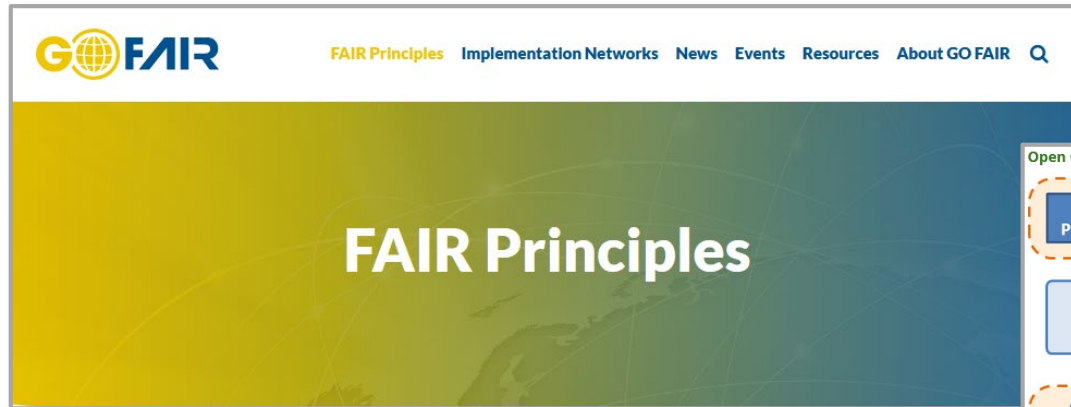 GO FAIR
FAIR Principles Implementation Networks News Events Resources About GO FAIR
FAIR Principles
Open
P